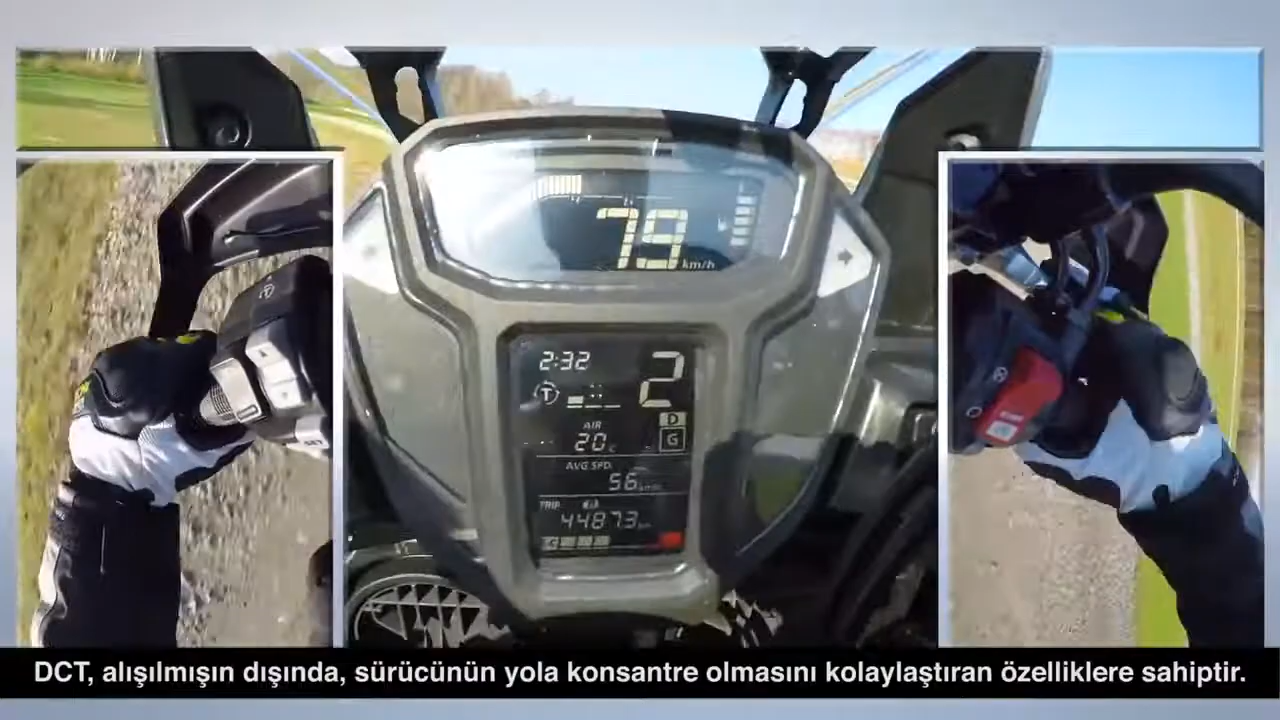 79
km/h
2:32
2
T
D
AIR
G
20
AVG SPD.
56
TRIP
44873
DCT, alışılmışın dışında, sürücünün yola konsantre olmasını kolaylaştıran özelliklere sahiptir.